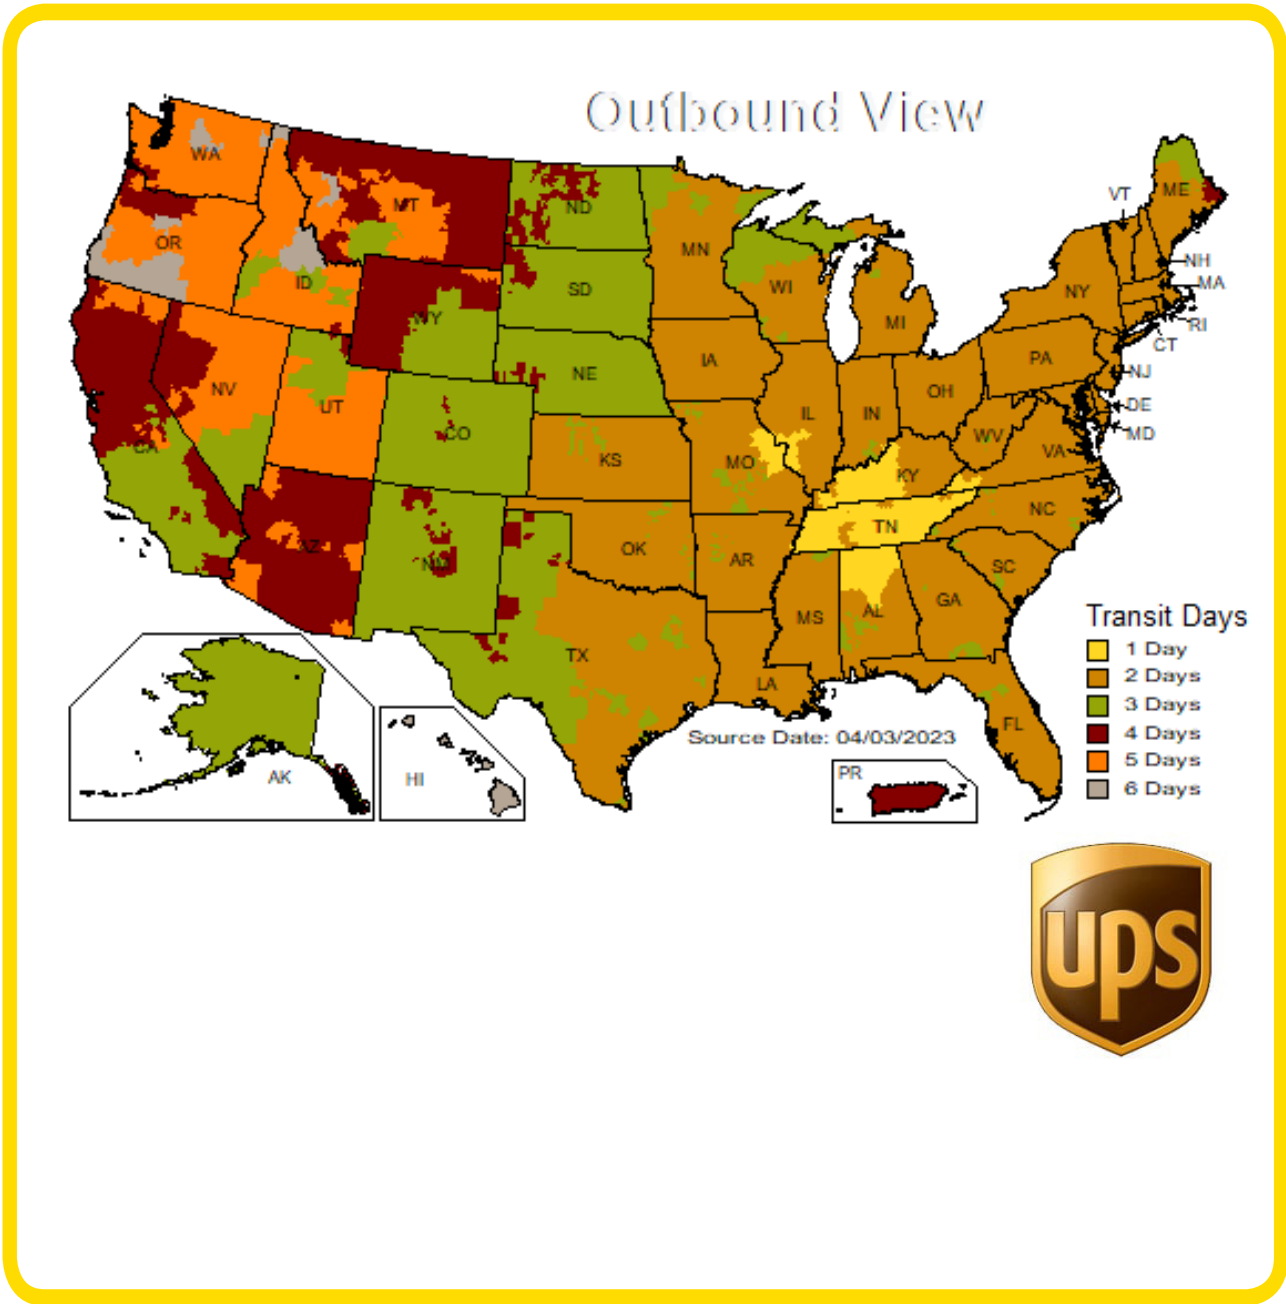 Outbound View
WA
MT
ND
MN
VT
ME
OR
ID
SD
WI
MI
NY
NH
MA
RI
CT
WY
NV
UT
CO
NE
IA
IL
IN
OH
PA
NJ
DE
MD
CA
KS
MO
KY
WV
VA
AZ
NM
OK
AR
TN
NC
SC
TX
LA
MS
AL
GA
FL
AK
HI
PR
Source Date: 04/03/2023
Transit Days
1 Day
2 Days
3 Days
4 Days
5 Days
6 Days
ups